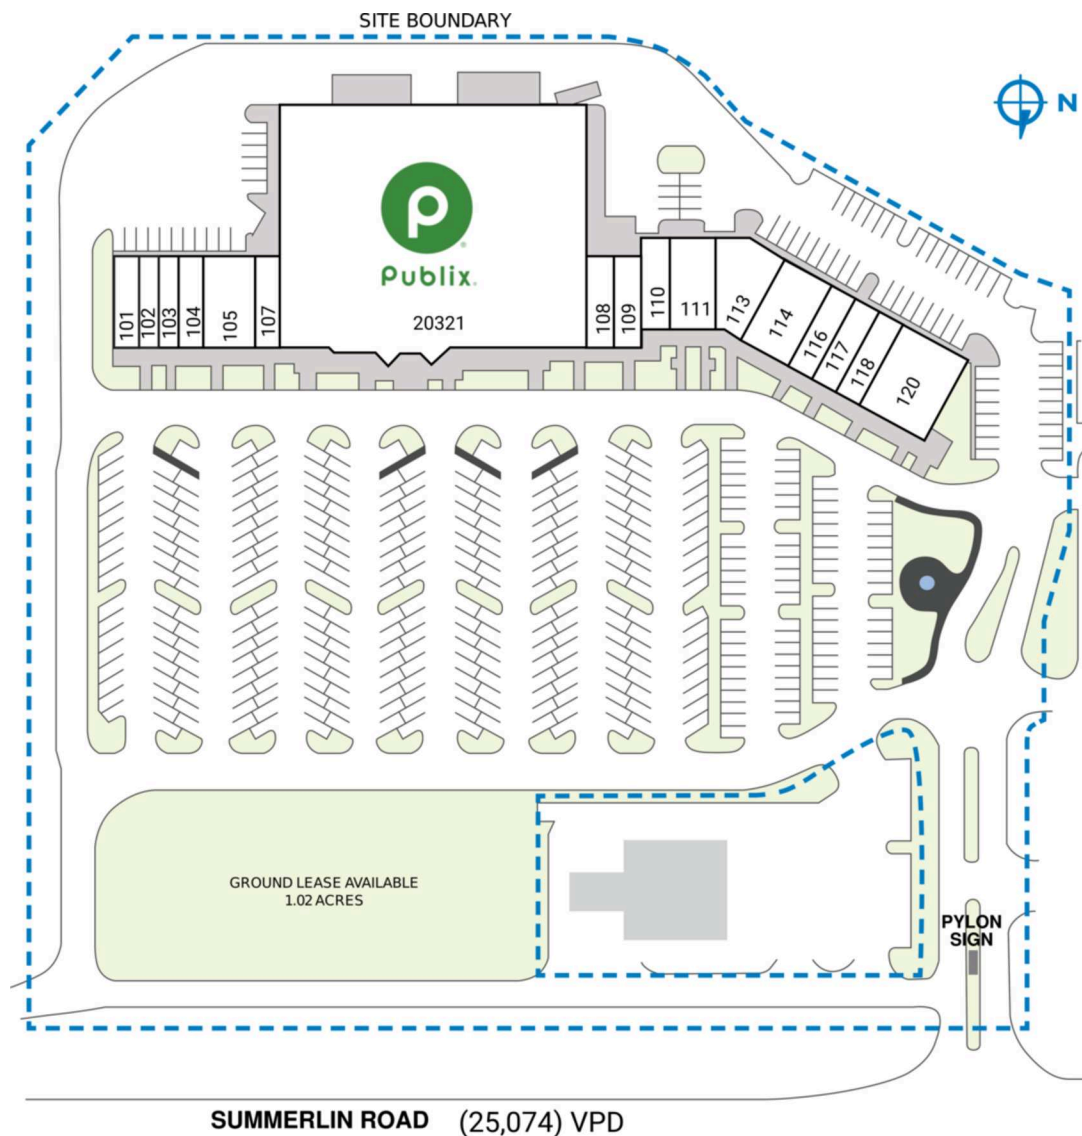 SITE BOUNDARY
N
Publix.
20321
101
102
103
104
105
107
108
109
110
111
113
114
116
117
118
120
GROUND LEASE AVAILABLE
1.02 ACRES
PYLON
SIGN
SUMMERLIN ROAD (25,074) VPD